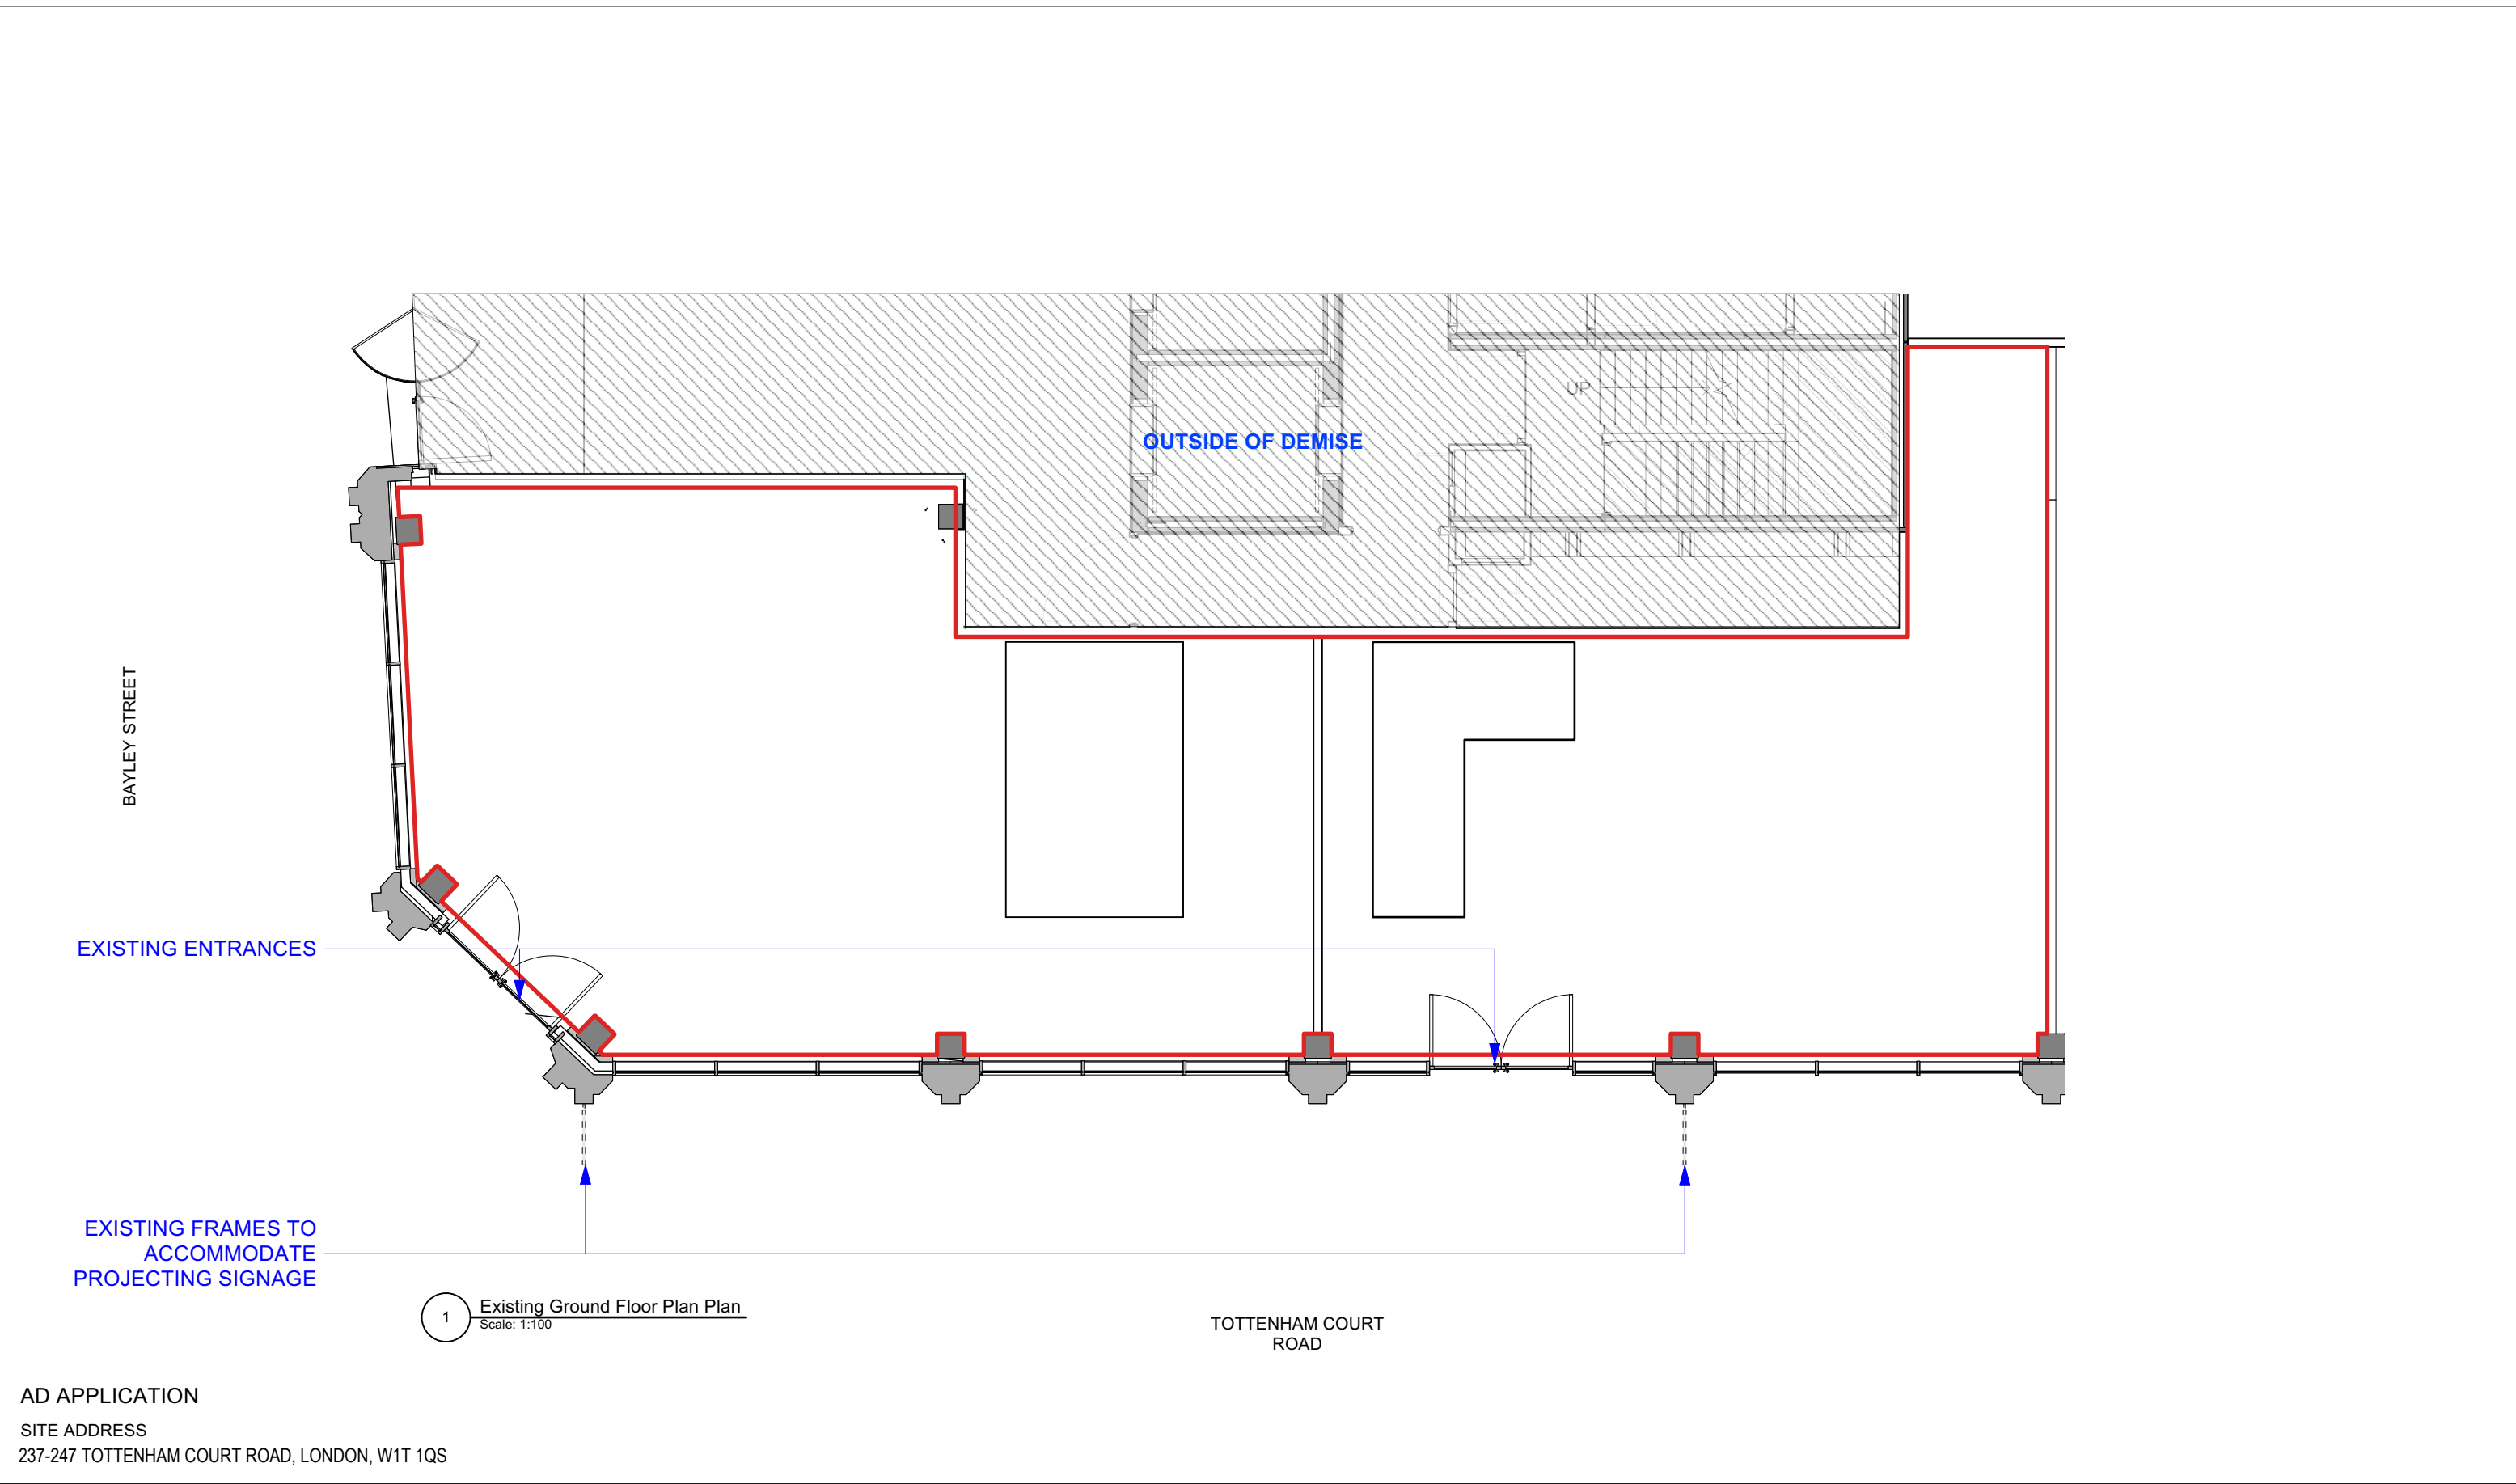 UP
OUTSIDE OF DEMISE
BAYLEY STREET
EXISTING ENTRANCES
EXISTING FRAMES TO
ACCOMMODATE
PROJECTING SIGNAGE
1
Existing Ground Floor Plan Plan
Scale: 1:100
TOTTENHAM COURT
ROAD
AD APPLICATION
SITE ADDRESS
237-247 TOTTENHAM COURT ROAD, LONDON, W1T 1QS